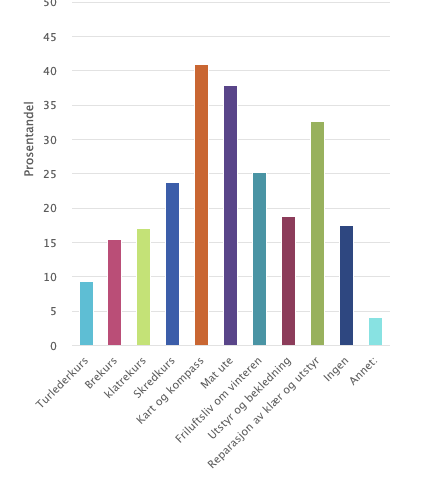 50
45
40
35
30
25
20
15
10
5
0
Prosentandel
Turlederkurs
Brekurs
klatrekurs
Skredkurs
Kart og kompass
Mat ute
Friluftsliv om vinteren
Utstyr og bekledning
Reparasjon av klær og utstyr
Ingen
Annet: